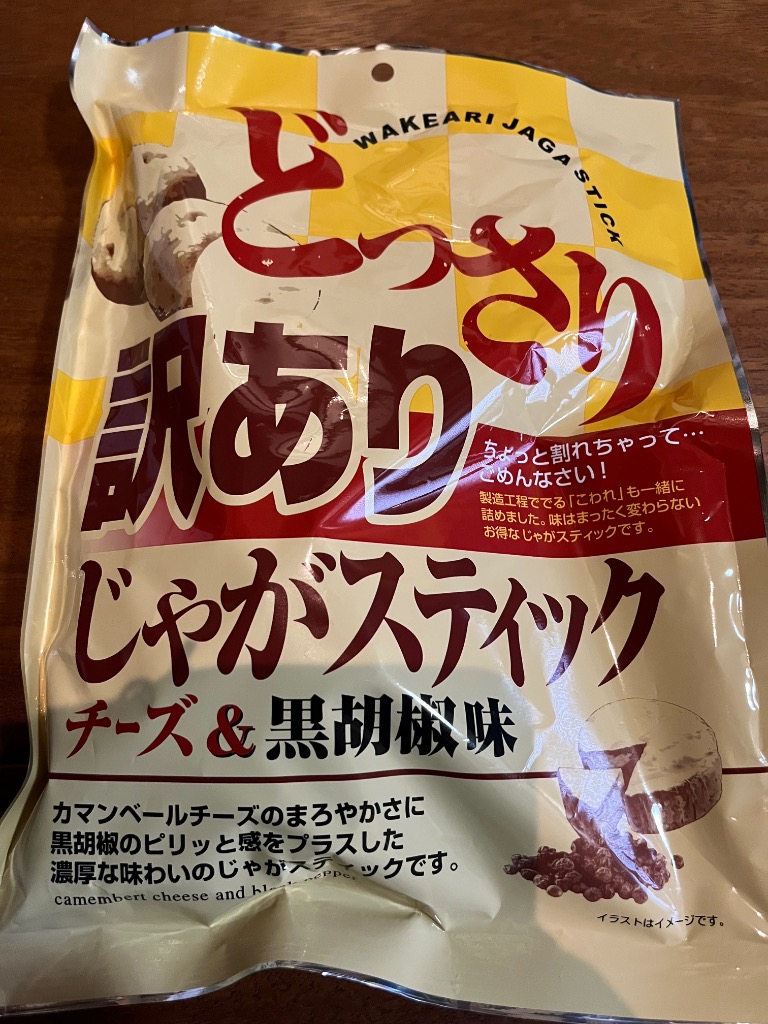 WAKEARI JAGA STICK
どっさり
訳あり
ちょっと割れちゃって…
ごめんなさい！
製造工程ででる「こわれ」も一緒に
詰めました。味はまったく変わらない
お得なじゃがスティックです。
じゃがスティック
チーズ&黒胡椒味
カマンベールチーズのまろやかさに
黒胡椒のピリッと感をプラスした
濃厚な味わいのじゃがスティックです。
camembert cheese and black pepper
イラストはイメージです。